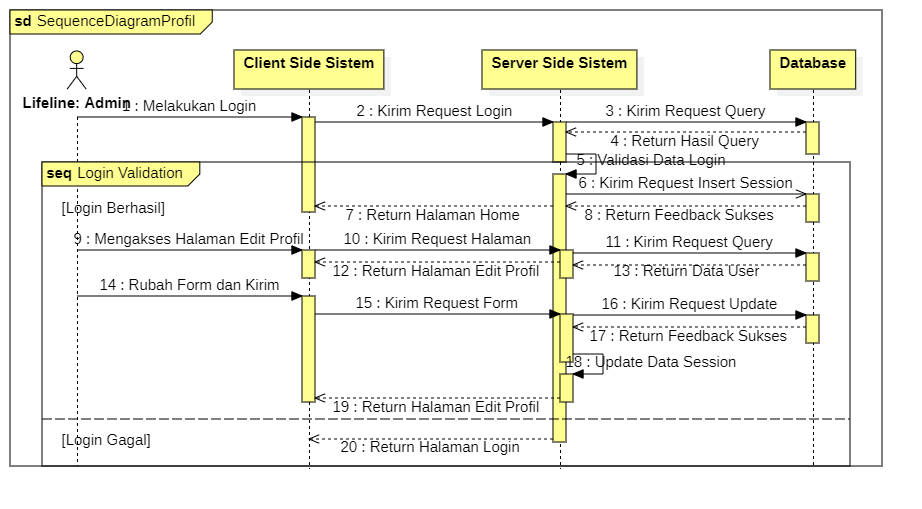 sd SequenceDiagramProfil
Client Side Sistem
Server Side Sistem
Database
Lifeline: Admin
1 : Melakukan Login
2 : Kirim Request Login
3 : Kirim Request Query
4 : Return Hasil Query
5 : Validasi Data Login
seq Login Validation
6 : Kirim Request Insert Session
[Login Berhasil]
7 : Return Halaman Home
8 : Return Feedback Sukses
9 : Mengakses Halaman Edit Profil
10 : Kirim Request Halaman
11 : Kirim Request Query
12 : Return Halaman Edit Profil
13 : Return Data User
14 : Rubah Form dan Kirim
15 : Kirim Request Form
16 : Kirim Request Update
17 : Return Feedback Sukses
18 : Update Data Session
19 : Return Halaman Edit Profil
[Login Gagal]
20 : Return Halaman Login